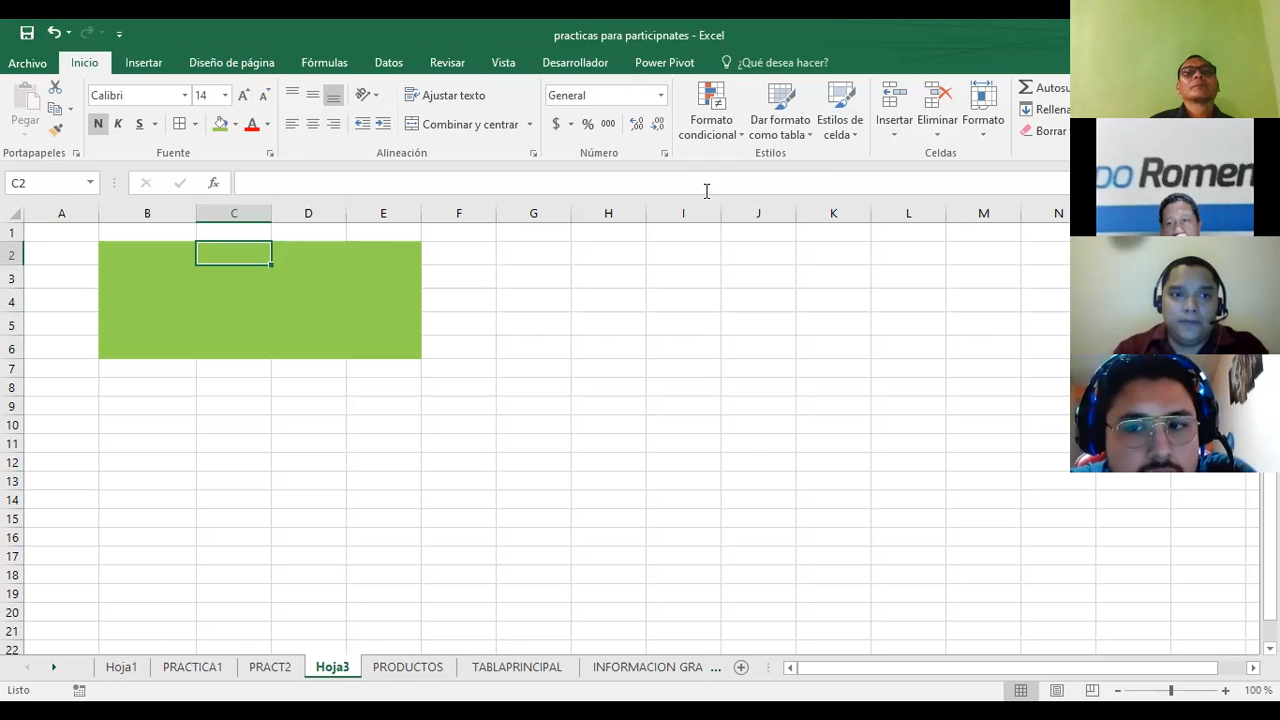 practicas para participnates - Excel
Archivo Inicio Insertar Diseño de página Fórmulas Datos Revisar Vista Desarrollador Power Pivot ¿Qué desea hacer?
Pegar
Calibri 14 A A
N K S A
Ajustar texto
Combinar y centrar
General
$ % 000
Formato condicional
Dar formato como tabla
Estilos de celda
Insertar Eliminar Formato
Autosu
Rellena
Borrar
Portapapeles Fuente Alineación Número Estilos Celdas
C2 fx
A B C D E F G H I J K L M N
1
2
3
4
5
6
7
8
9
10
11
12
13
14
15
16
17
18
19
20
21
22
Hoja1 PRACTICA1 PRACT2 Hoja3 PRODUCTOS TABLAPRINCIPAL INFORMACION GRA ...
Listo 100 %
Romen